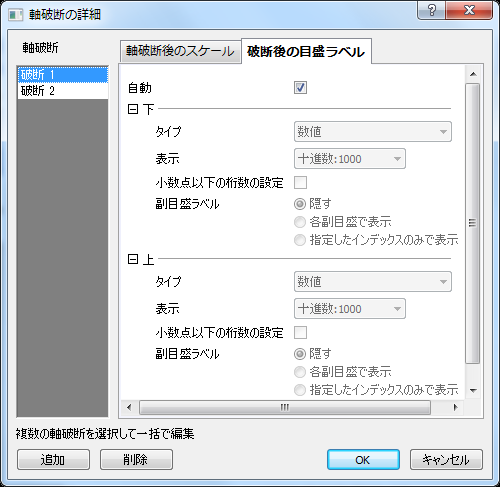 軸破断の詳細
軸破断
破断 1
破断 2
軸破断後のスケール
破断後の目盛ラベル
自動
下
タイプ 数値
表示 十進数:1000
小数点以下の桁数の設定
副目盛ラベル 隠す
各副目盛で表示
指定したインデックスのみで表示
上
タイプ 数値
表示 十進数:1000
小数点以下の桁数の設定
副目盛ラベル 隠す
各副目盛で表示
指定したインデックスのみで表示
複数の軸破断を選択して一括で編集
追加 削除 OK キャンセル